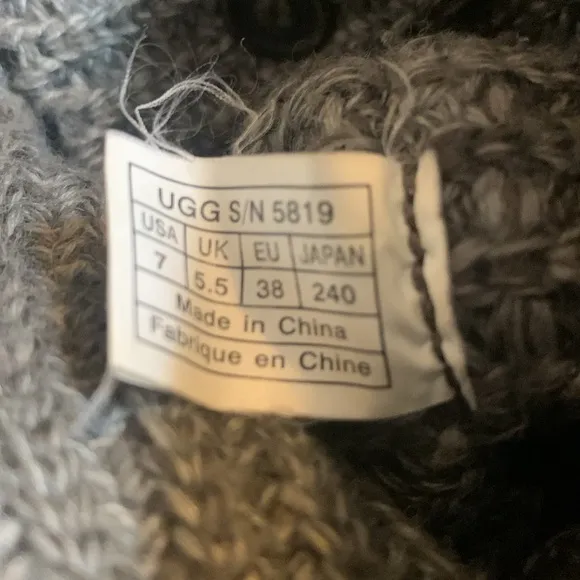 UGG S/N 5819
USA UK EU JAPAN
7 5.5 38 240
Made in China
Fabrique en Chine